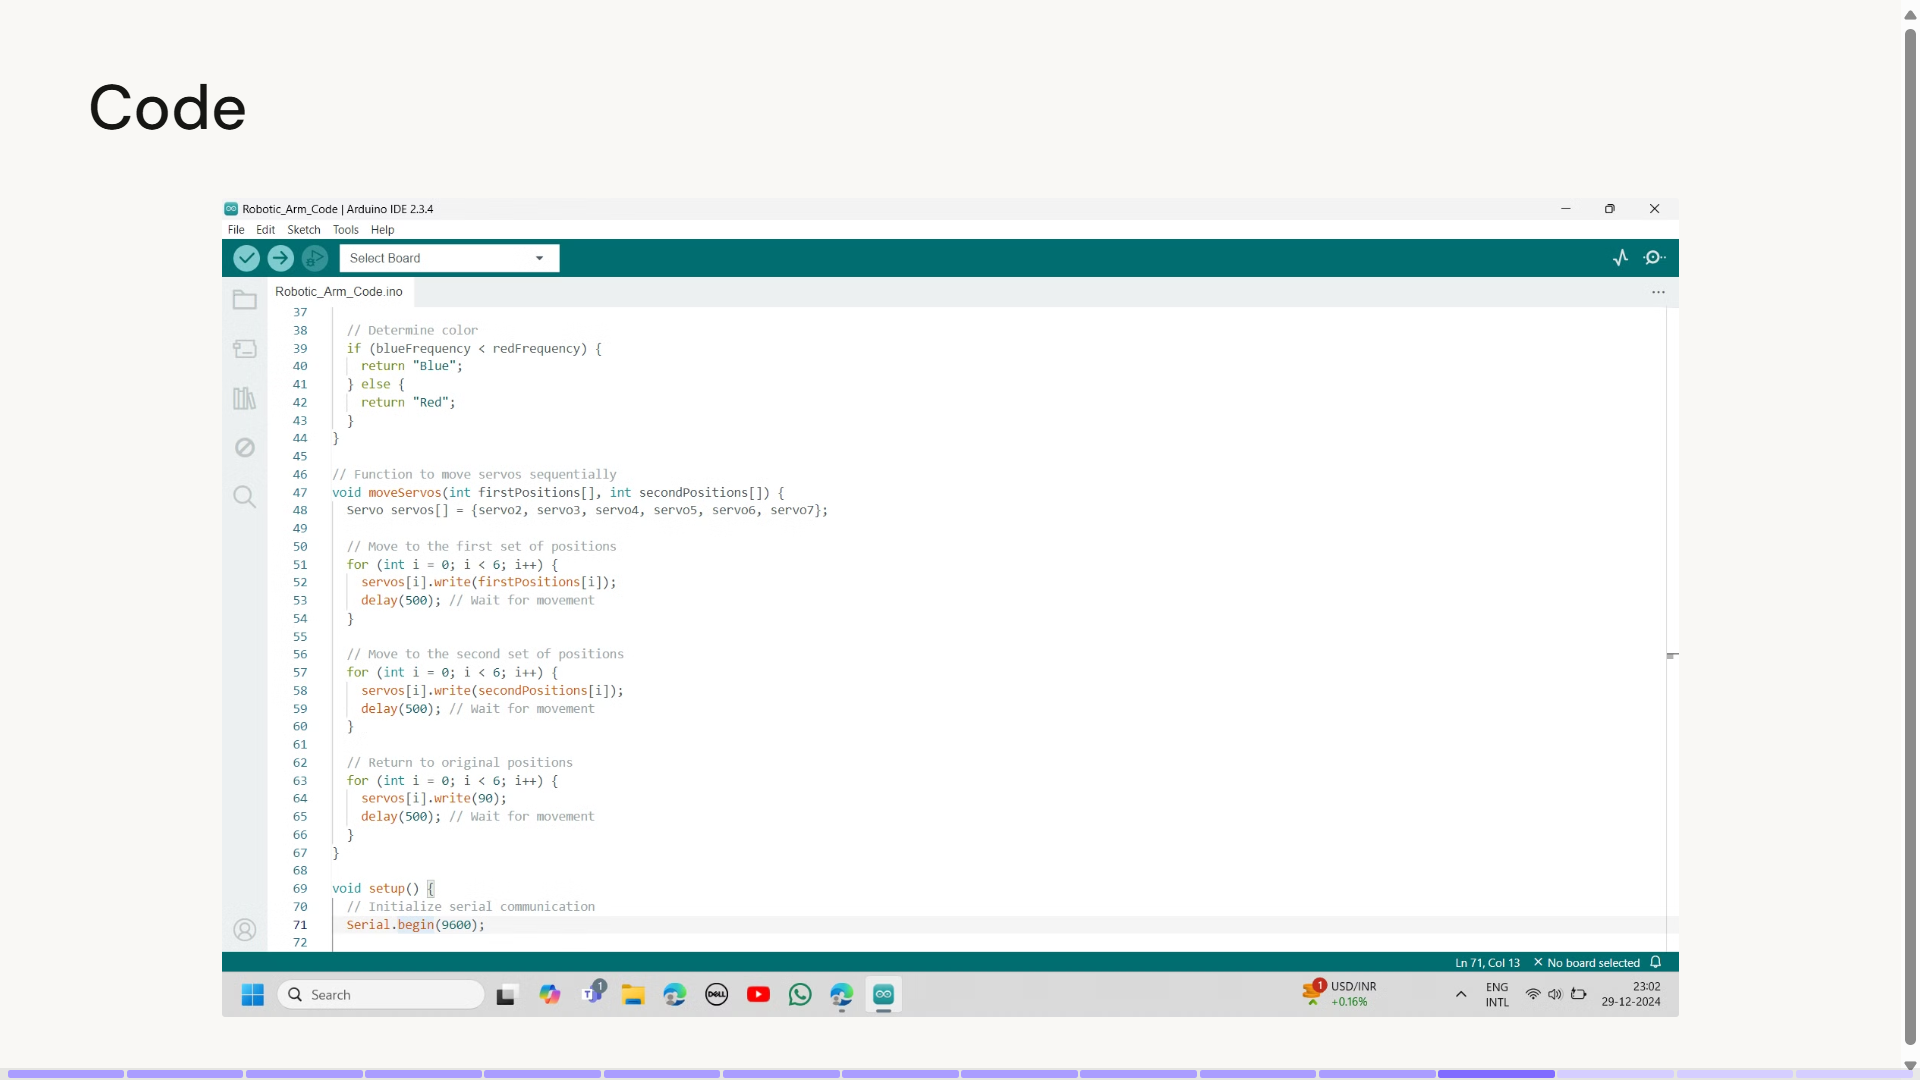 Code
Robotic_Arm_Code | Arduino IDE 2.3.4
File Edit Sketch Tools Help
Select Board
Robotic_Arm_Code.ino
37
38 // Determine color
39 if (blueFrequency < redFrequency) {
40 return "Blue";
41 } else {
42 return "Red";
43 }
44 }
45
46 // Function to move servos sequentially
47 void moveServos(int firstPositions[], int secondPositions[]) {
48 Servo servos[] = {servo2, servo3, servo4, servo5, servo6, servo7};
49
50 // Move to the first set of positions
51 for (int i = 0; i < 6; i++) {
52 servos[i].write(firstPositions[i]);
53 delay(500); // Wait for movement
54 }
55
56 // Move to the second set of positions
57 for (int i = 0; i < 6; i++) {
58 servos[i].write(secondPositions[i]);
59 delay(500); // Wait for movement
60 }
61
62 // Return to original positions
63 for (int i = 0; i < 6; i++) {
64 servos[i].write(90);
65 delay(500); // Wait for movement
66 }
67 }
68
69 void setup() {
70 // Initialize serial communication
71 Serial.begin(9600);
72
Ln 71, Col 13 × No board selected
Search
1
DELL
1
USD/INR
+0.16%
ENG
INTL
23:02
29-12-2024